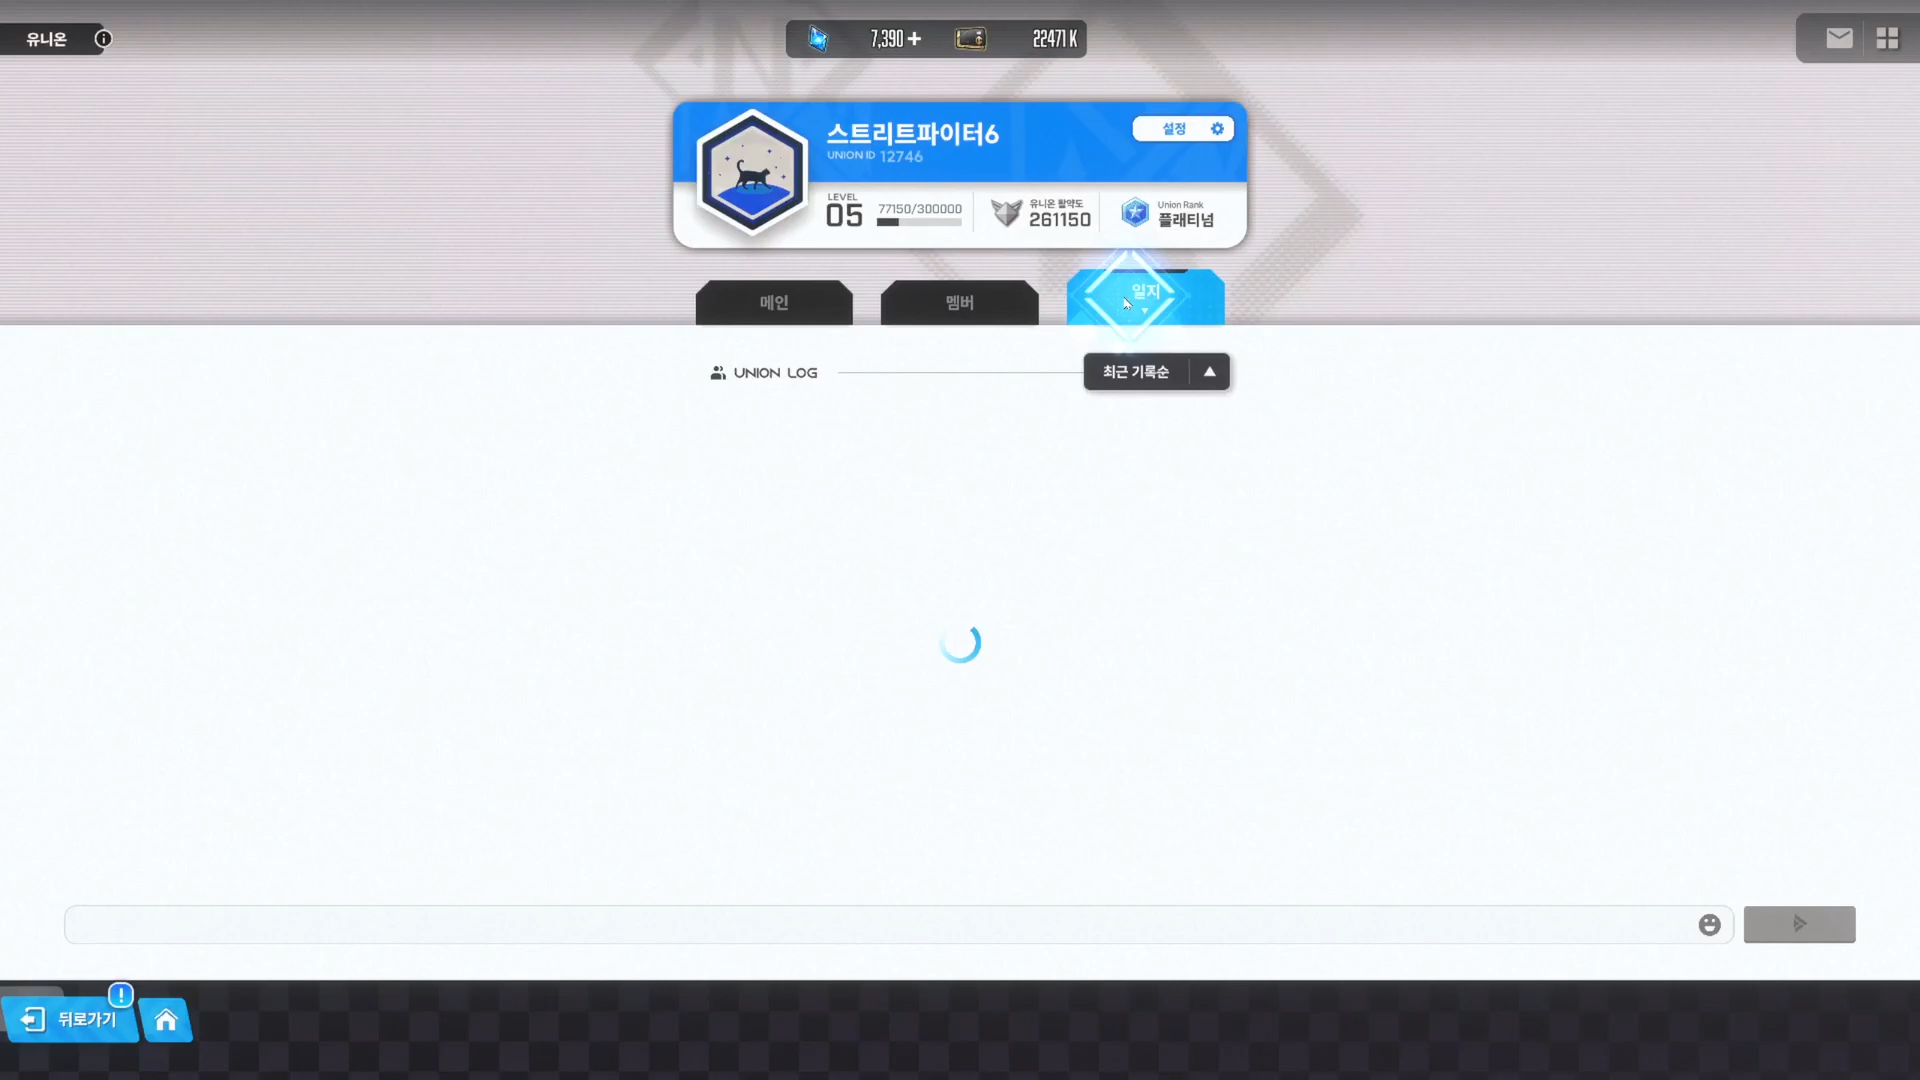 유니온
7,390
22471 K
스트리트파이터6
설정
UNION ID 12746
LEVEL
05
77150/300000
유니온 활약도
261150
Union Rank
플래티넘
메인
멤버
일지
UNION LOG
최근 기록순
뒤로가기